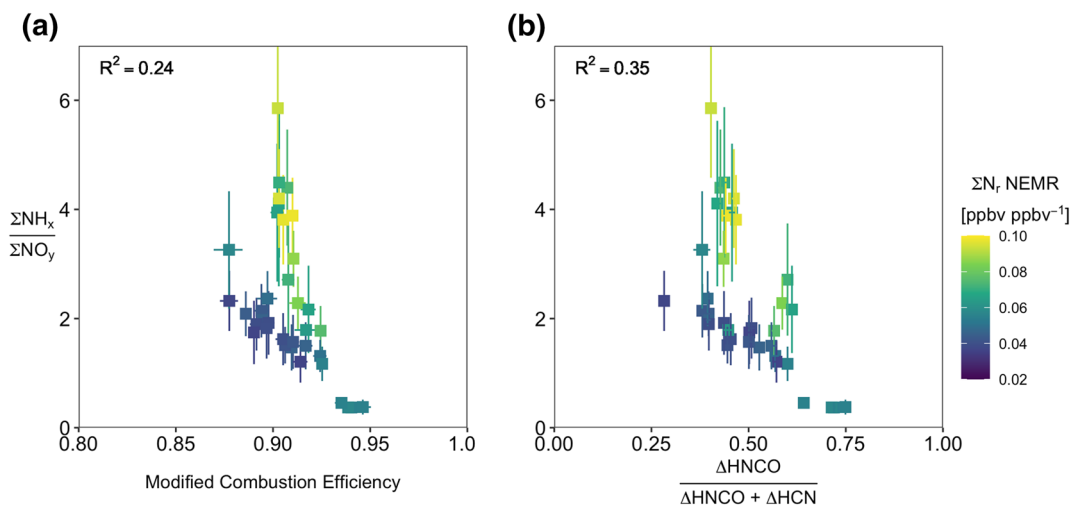 (a)
R² = 0.24
6
4
2
0
ΣNHₓ
ΣNOᵧ
0.80 0.85 0.90 0.95 1.0
Modified Combustion Efficiency
(b)
R² = 0.35
6
4
2
0
0.00 0.25 0.50 0.75 1.00
ΔHNCO
ΔHNCO + ΔHCN
ΣNᵣ NEMR
[ppbv ppbv⁻¹]
0.10
0.08
0.06
0.04
0.02